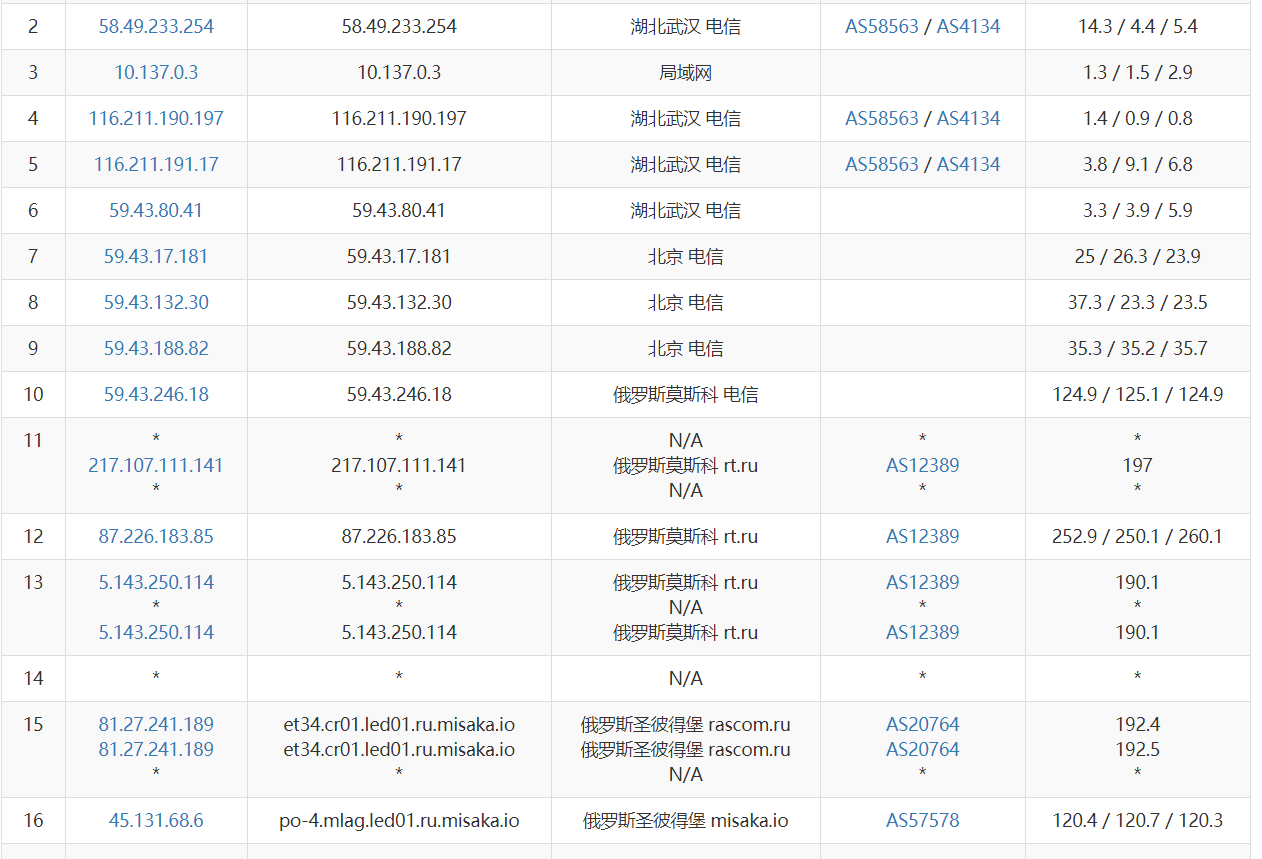 2 58.49.233.254 58.49.233.254 湖北武汉 电信 AS58563 / AS4134 14.3 / 4.4 / 5.4
3 10.137.0.3 10.137.0.3 局域网 1.3 / 1.5 / 2.9
4 116.211.190.197 116.211.190.197 湖北武汉 电信 AS58563 / AS4134 1.4 / 0.9 / 0.8
5 116.211.191.17 116.211.191.17 湖北武汉 电信 AS58563 / AS4134 3.8 / 9.1 / 6.8
6 59.43.80.41 59.43.80.41 湖北武汉 电信 3.3 / 3.9 / 5.9
7 59.43.17.181 59.43.17.181 北京 电信 25 / 26.3 / 23.9
8 59.43.132.30 59.43.132.30 北京 电信 37.3 / 23.3 / 23.5
9 59.43.188.82 59.43.188.82 北京 电信 35.3 / 35.2 / 35.7
10 59.43.246.18 59.43.246.18 俄罗斯莫斯科 电信 124.9 / 125.1 / 124.9
11 * * N/A * *
217.107.111.141 217.107.111.141 俄罗斯莫斯科 rt.ru AS12389 197
* * N/A * *
12 87.226.183.85 87.226.183.85 俄罗斯莫斯科 rt.ru AS12389 252.9 / 250.1 / 260.1
13 5.143.250.114 5.143.250.114 俄罗斯莫斯科 rt.ru AS12389 190.1
* * N/A * *
5.143.250.114 5.143.250.114 俄罗斯莫斯科 rt.ru AS12389 190.1
14 * * N/A * *
15 81.27.241.189 et34.cr01.led01.ru.misaka.io 俄罗斯圣彼得堡 rascom.ru AS20764 192.4
81.27.241.189 et34.cr01.led01.ru.misaka.io 俄罗斯圣彼得堡 rascom.ru AS20764 192.5
* * N/A * *
16 45.131.68.6 po-4.mlag.led01.ru.misaka.io 俄罗斯圣彼得堡 misaka.io AS57578 120.4 / 120.7 / 120.3